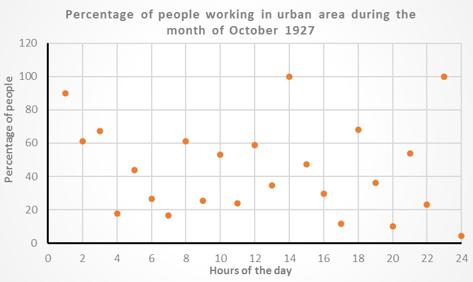 Percentage of people working in urban area during the
month of October 1927
120
100
80
60
40
20
0
Percentage of people
0 2 4 6 8 10 12 14 16 18 20 22 24
Hours of the day